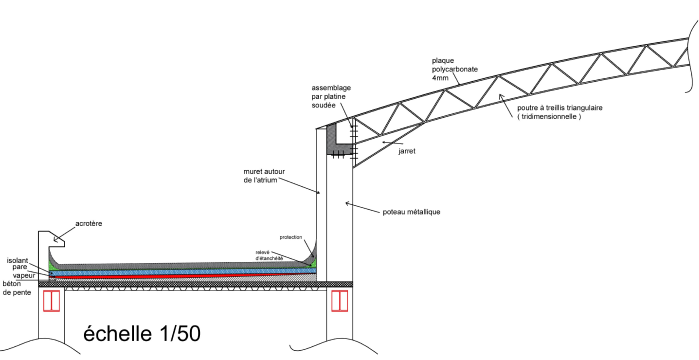 plaque
polycarbonate
4mm
assemblage
par platine
soudée
poutre à treillis triangulaire
( tridimensionnelle )
jarret
muret autour
de l'atrium
poteau métallique
acrotère
protection
relevé
d'étanchéité
isolant
pare
vapeur
béton
de pente
échelle 1/50